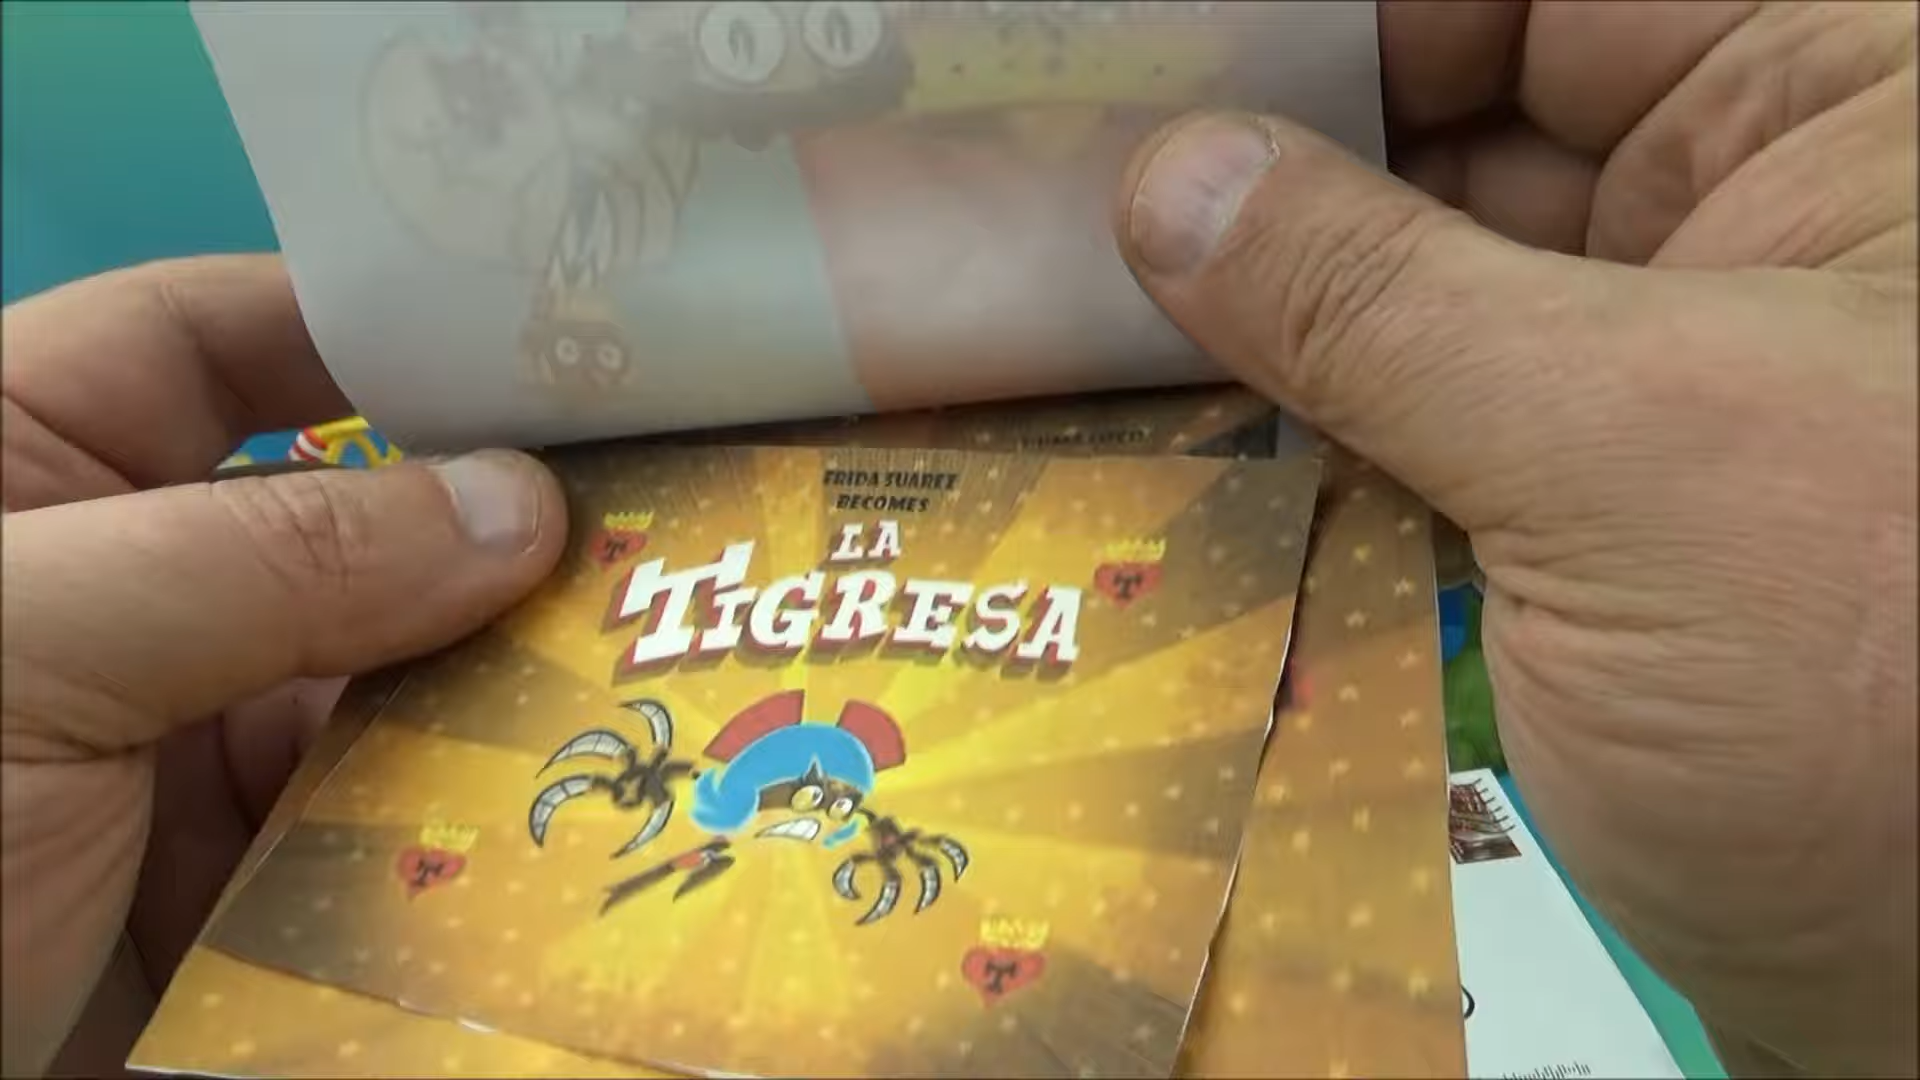 FRIDA SUAREZ
BECOMES
LA
TIGRESA
T
T
T
T